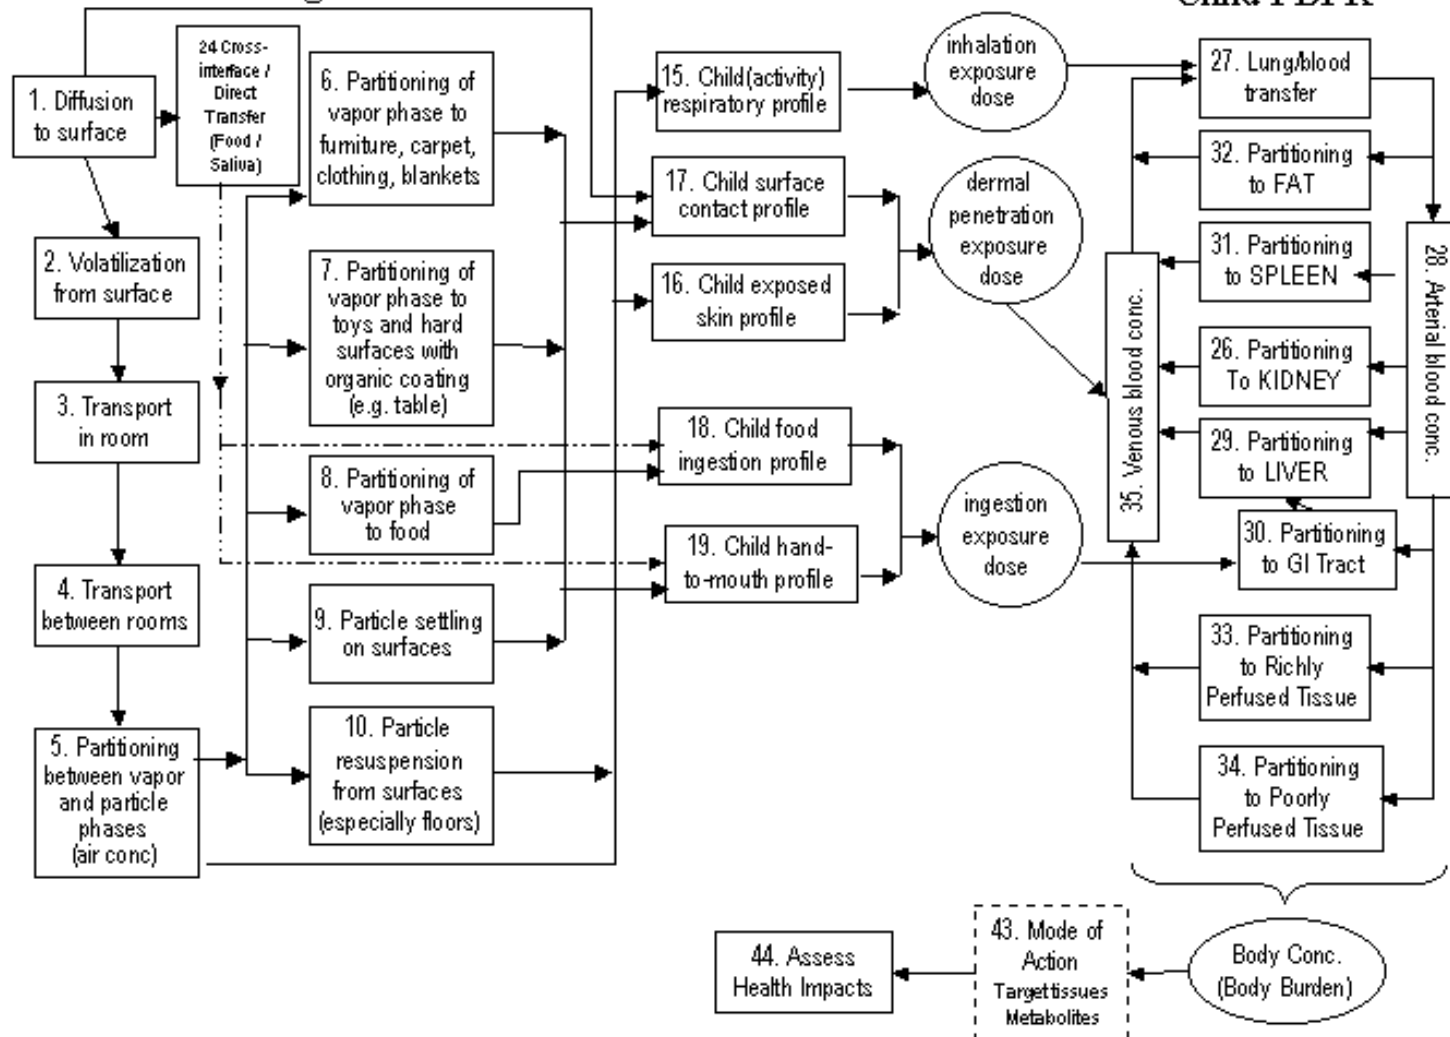 24 Cross-
interface /
Direct
Transfer
(Food /
Saliva)
1. Diffusion
to surface
2. Volatilization
from surface
3. Transport
in room
4. Transport
between rooms
5. Partitioning
between vapor
and particle
phases
(air conc)
6. Partitioning of
vapor phase to
furniture, carpet,
clothing, blankets
7. Partitioning of
vapor phase to
toys and hard
surfaces with
organic coating
(e.g. table)
8. Partitioning of
vapor phase
to food
9. Particle settling
on surfaces
10. Particle
resuspension
from surfaces
(especially floors)
15. Child(activity)
respiratory profile
17. Child surface
contact profile
16. Child exposed
skin profile
18. Child food
ingestion profile
19. Child hand-
to-mouth profile
inhalation
exposure
dose
dermal
penetration
exposure
dose
ingestion
exposure
dose
35. Venous blood conc.
27. Lung/blood
transfer
32. Partitioning
to FAT
31. Partitioning
to SPLEEN
26. Partitioning
To KIDNEY
29. Partitioning
to LIVER
30. Partitioning
to GI Tract
33. Partitioning
to Richly
Perfused Tissue
34. Partitioning
to Poorly
Perfused Tissue
28. Arterial blood conc.
Body Conc.
(Body Burden)
43. Mode of
Action
Target tissues
Metabolites
44. Assess
Health Impacts